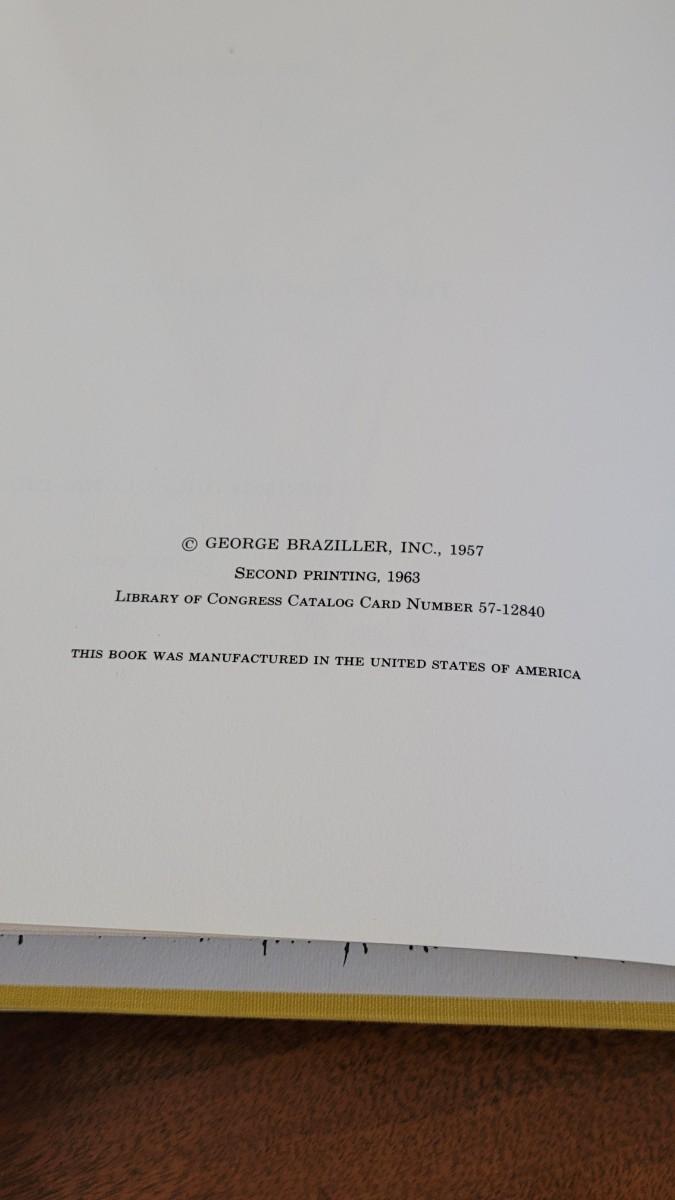 © GEORGE BRAZILLER, INC., 1957
SECOND PRINTING, 1963
LIBRARY OF CONGRESS CATALOG CARD NUMBER 57-12840
THIS BOOK WAS MANUFACTURED IN THE UNITED STATES OF AMERICA